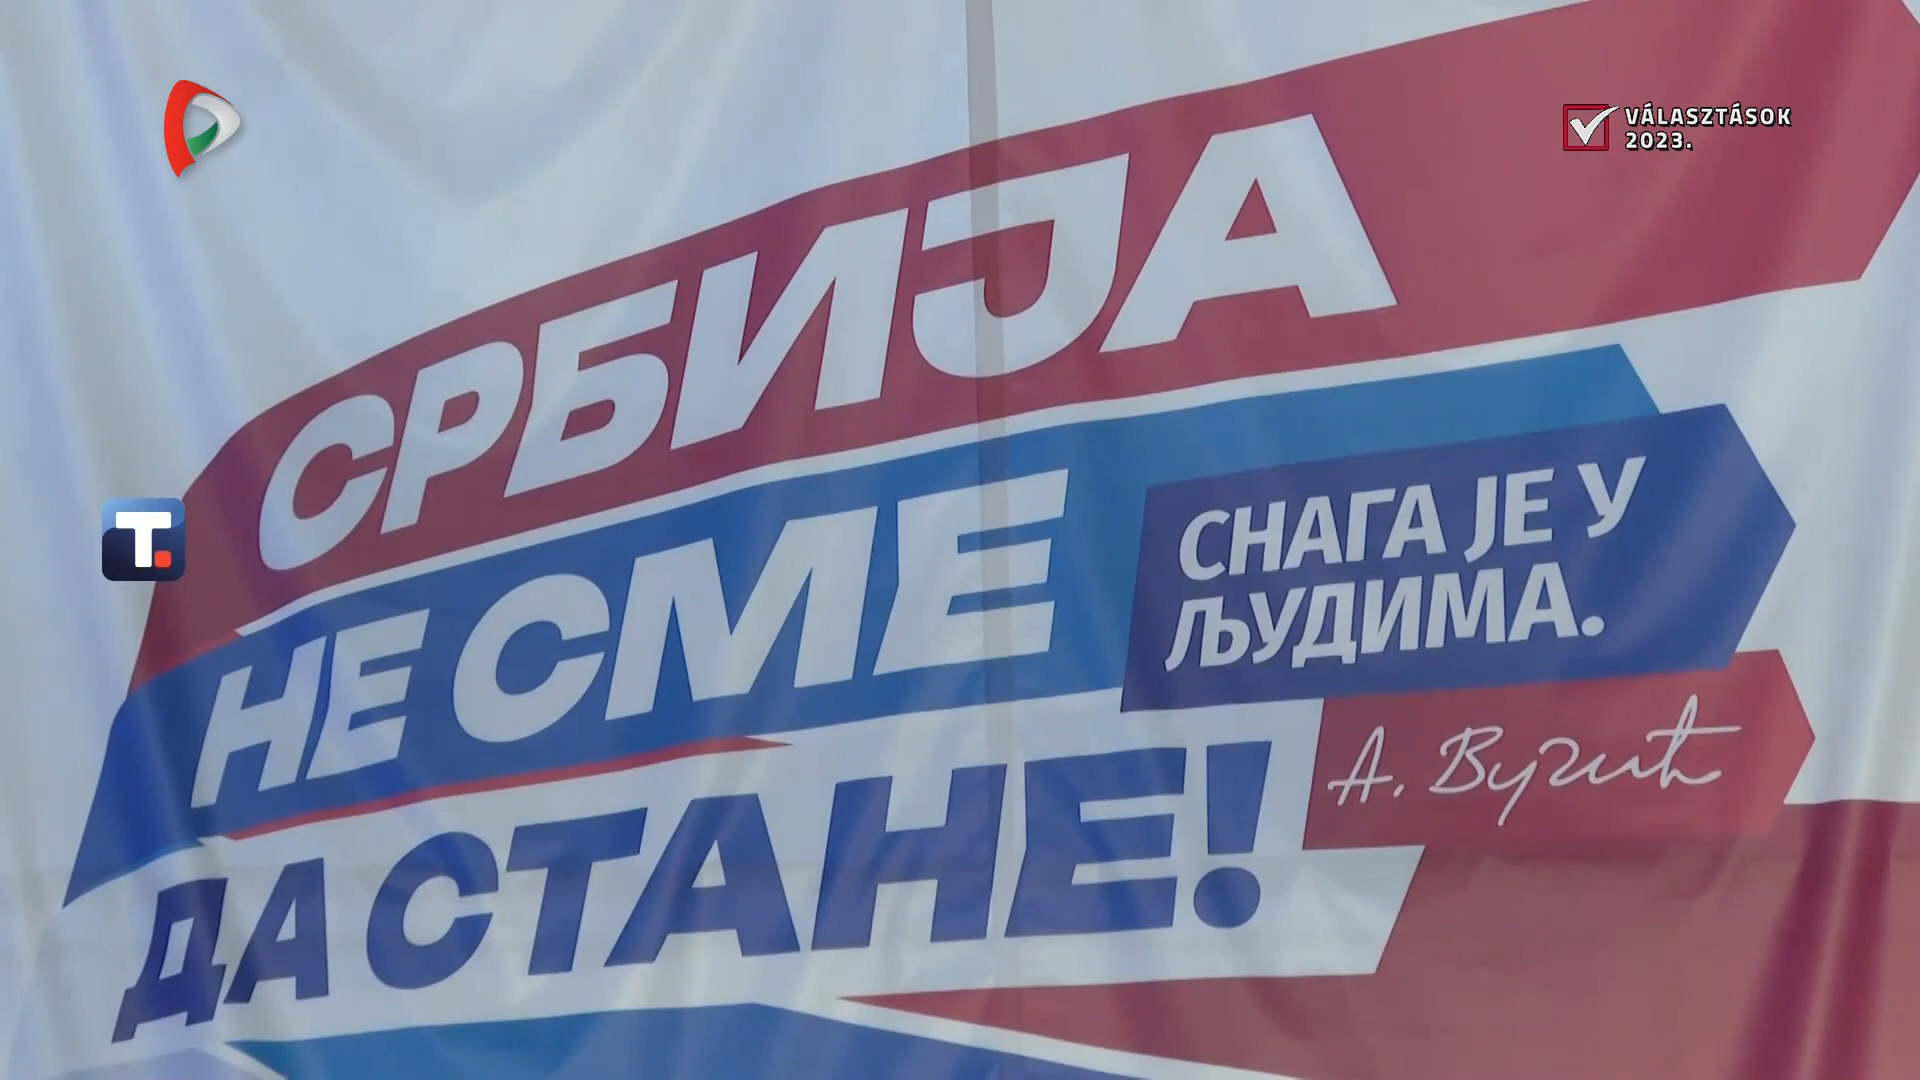 VÁLASZTÁSOK
2023.
СРБИЈА
НЕ СМЕ
ДА СТАНЕ!
СНАГА ЈЕ У
ЉУДИМА.
А. Вучић
T.